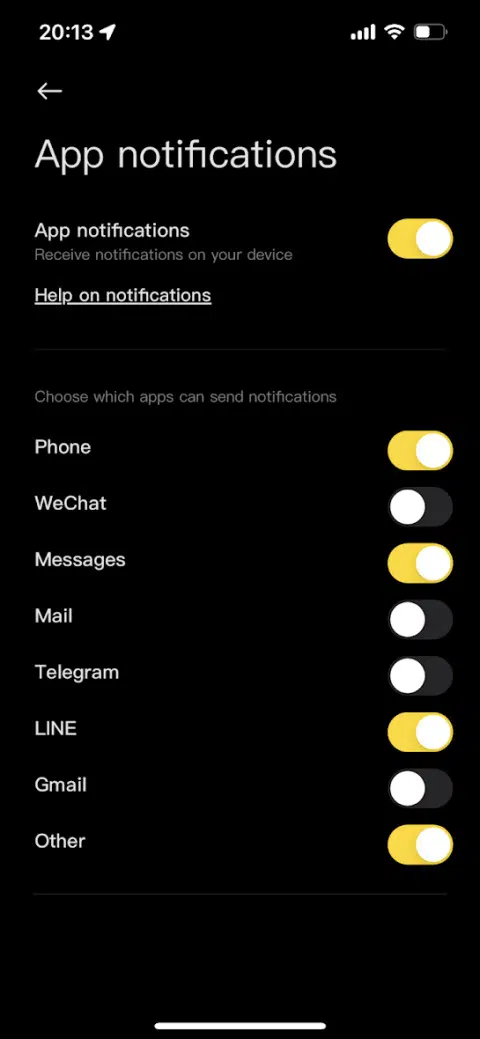 20:13
App notifications
App notifications
Receive notifications on your device
Help on notifications
Choose which apps can send notifications
Phone
WeChat
Messages
Mail
Telegram
LINE
Gmail
Other